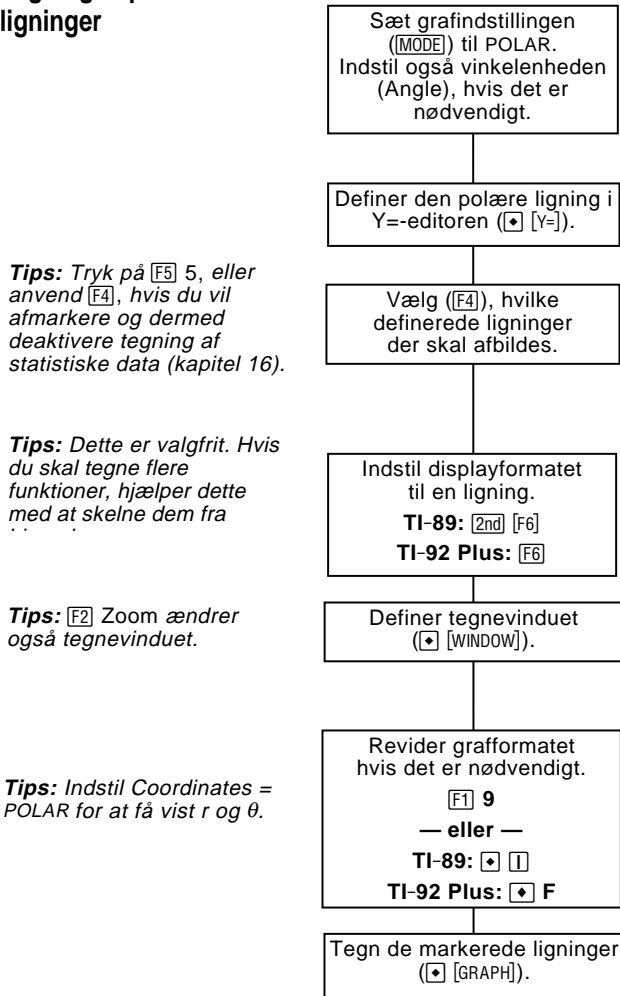 ligninger
Sæt grafindstillingen
([MODE]) til POLAR.
Indstil også vinkelenheden
(Angle), hvis det er
nødvendigt.
Definer den polære ligning i
Y=-editoren ([◆] [Y=]).
Tips: Tryk på [F5] 5, eller
anvend [F4], hvis du vil
afmarkere og dermed
deaktivere tegning af
statistiske data (kapitel 16).
Vælg ([F4]), hvilke
definerede ligninger
der skal afbildes.
Tips: Dette er valgfrit. Hvis
du skal tegne flere
funktioner, hjælper dette
med at skelne dem fra
Indstil displayformatet
til en ligning.
TI-89: [2nd] [F6]
TI-92 Plus: [F6]
Tips: [F2] Zoom ændrer
også tegnevinduet.
Definer tegnevinduet
([◆] [WINDOW]).
Tips: Indstil Coordinates =
POLAR for at få vist r og θ.
Revider grafformatet
hvis det er nødvendigt.
[F1] 9
— eller —
TI-89: [◆] [|]
TI-92 Plus: [◆] F
Tegn de markerede ligninger
([◆] [GRAPH]).